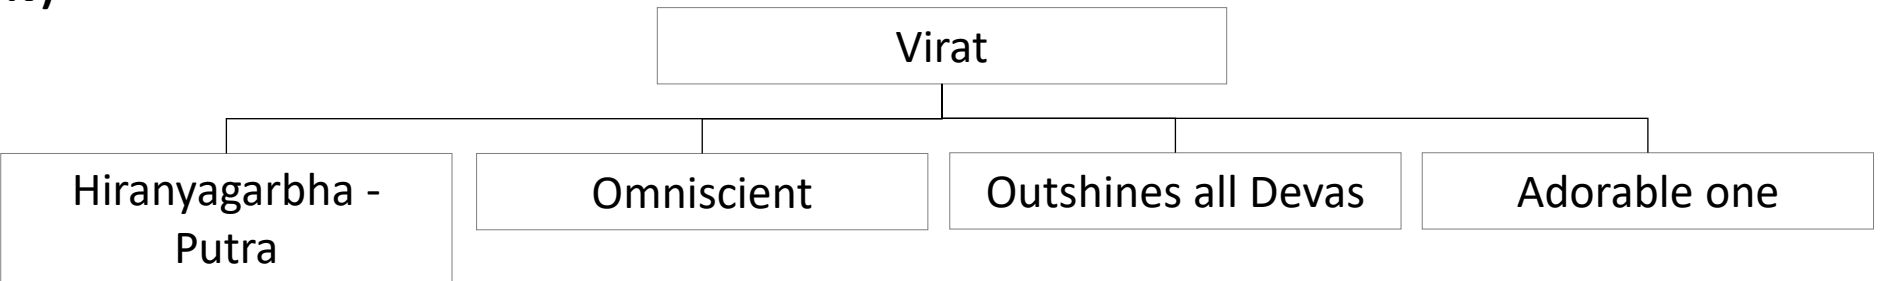 Virat
Hiranyagarbha -
Putra
Omniscient
Outshines all Devas
Adorable one